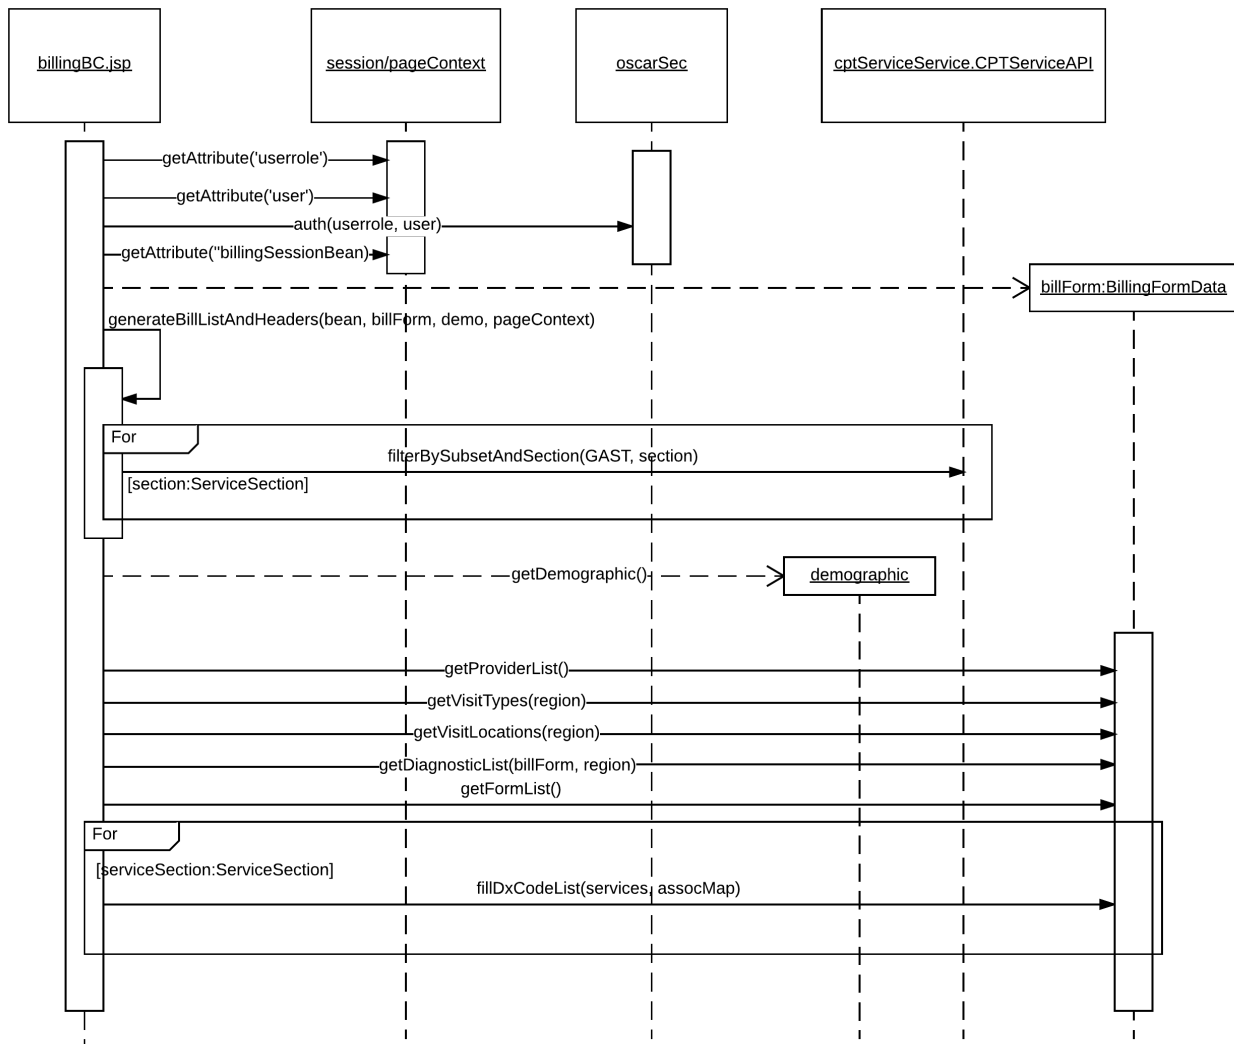 billingBC.jsp
session/pageContext
oscarSec
cptServiceService.CPTServiceAPI
getAttribute('userrole')
getAttribute('user')
auth(userrole, user)
getAttribute("billingSessionBean)
billForm:BillingFormData
generateBillListAndHeaders(bean, billForm, demo, pageContext)
For
filterBySubsetAndSection(GAST, section)
[section:ServiceSection]
getDemographic()
demographic
getProviderList()
getVisitTypes(region)
getVisitLocations(region)
getDiagnosticList(billForm, region)
getFormList()
For
[serviceSection:ServiceSection]
fillDxCodeList(services, assocMap)